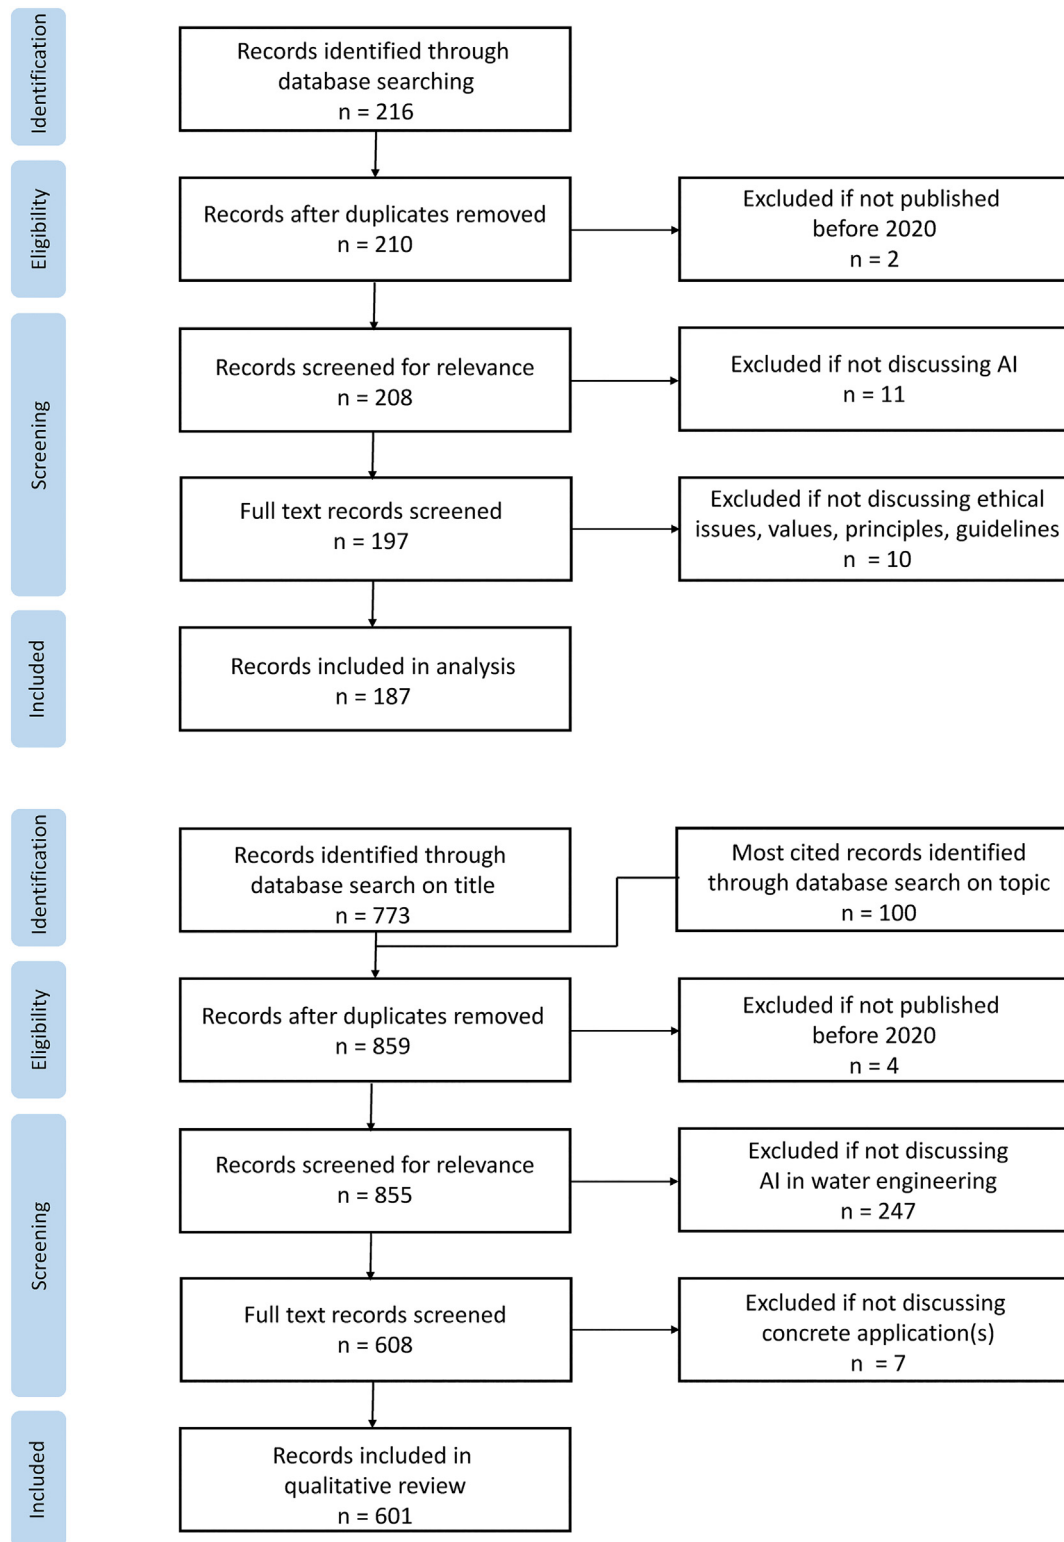 Identification
Records identified through
database searching
n = 216
Eligibility
Records after duplicates removed
n = 210
Excluded if not published
before 2020
n = 2
Screening
Records screened for relevance
n = 208
Excluded if not discussing AI
n = 11
Full text records screened
n = 197
Excluded if not discussing ethical
issues, values, principles, guidelines
n = 10
Included
Records included in analysis
n = 187
Identification
Records identified through
database search on title
n = 773
Most cited records identified
through database search on topic
n = 100
Eligibility
Records after duplicates removed
n = 859
Excluded if not published
before 2020
n = 4
Screening
Records screened for relevance
n = 855
Excluded if not discussing
AI in water engineering
n = 247
Full text records screened
n = 608
Excluded if not discussing
concrete application(s)
n = 7
Included
Records included in
qualitative review
n = 601